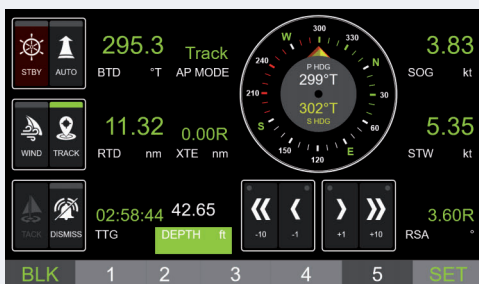 STBY
AUTO
295.3
BTD °T
Track
AP MODE
W
300
330
N
30
60
E
120
150
S
210
240
P HDG
299°T
302°T
S HDG
3.83
SOG kt
WIND
TRACK
11.32
RTD nm
0.00R
XTE nm
5.35
STW kt
TACK
DISMISS
02:58:44
TTG
42.65
DEPTH ft
-10
-1
+1
+10
3.60R
RSA °
BLK 1 2 3 4 5 SET